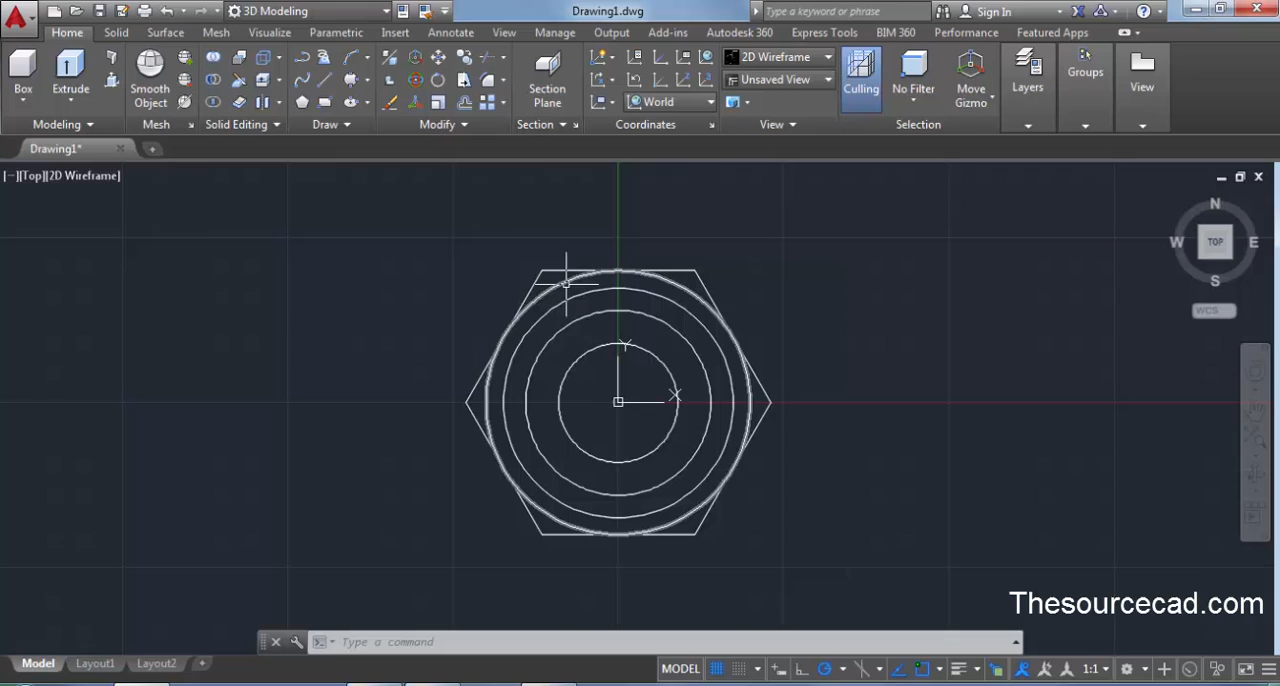 A 3D Modeling Drawing1.dwg Type a keyword or phrase Sign In
Home Solid Surface Mesh Visualize Parametric Insert Annotate View Manage Output Add-ins Autodesk 360 Express Tools BIM 360 Performance Featured Apps
Box Extrude Smooth Object Section Plane 2D Wireframe Unsaved View World Culling No Filter Move Gizmo Layers Groups View
Modeling Mesh Solid Editing Draw Modify Section Coordinates View Selection
Drawing1*
[−][Top][2D Wireframe]
N
W TOP E
S
WCS
Y
X
Thesourcecad.com
Type a command
Model Layout1 Layout2 MODEL 1:1